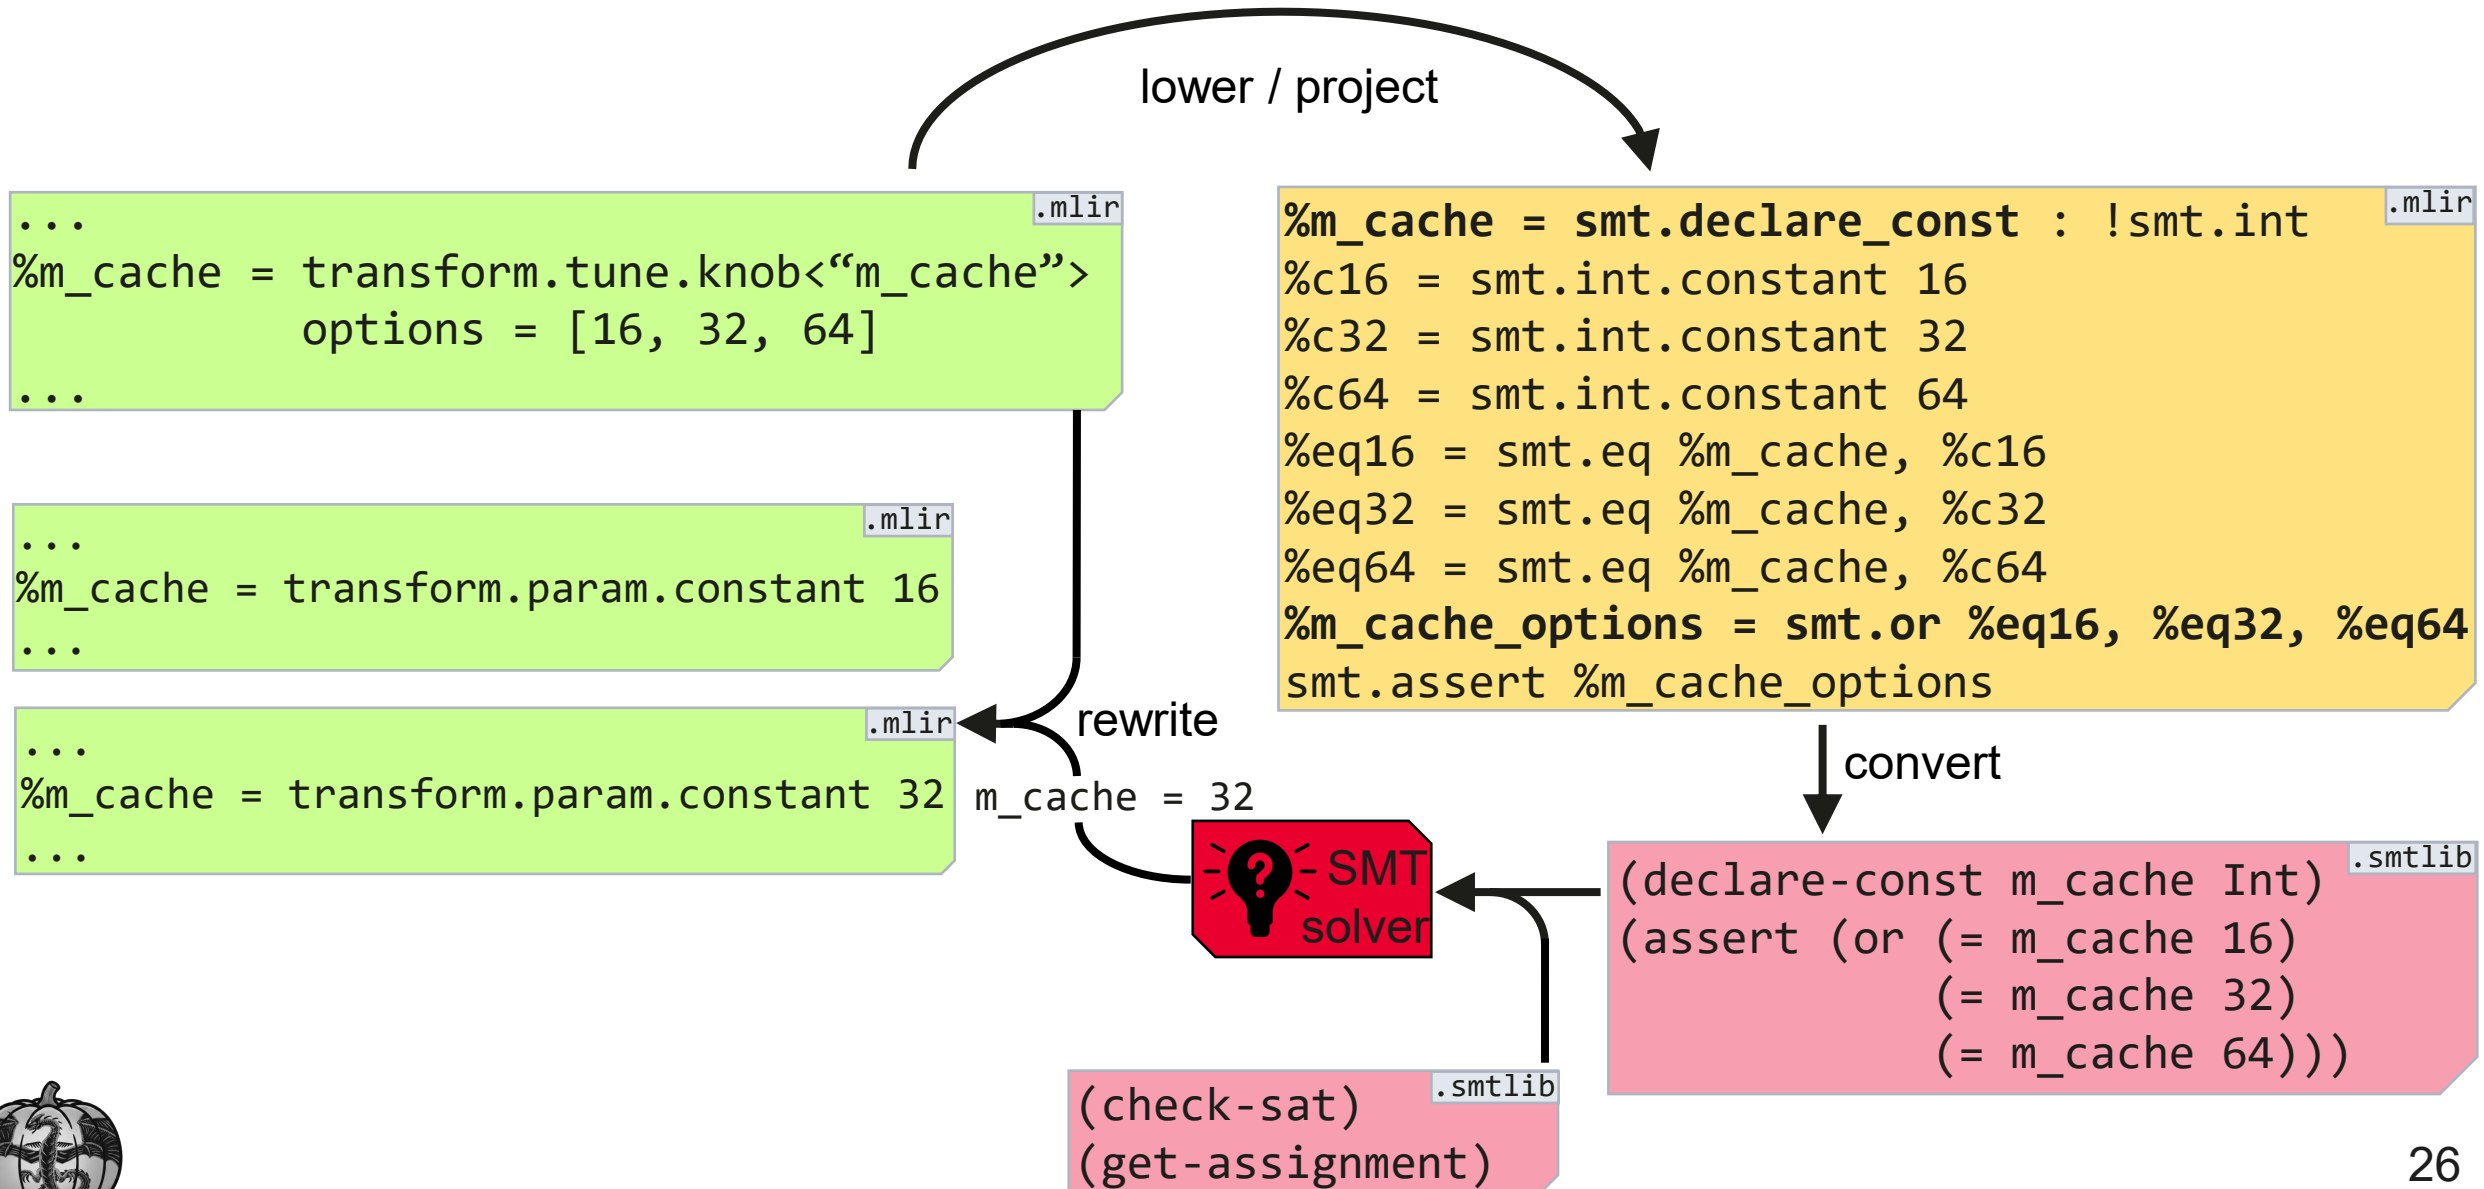 lower / project
.mlir
...
%m_cache = transform.tune.knob<“m_cache”>
options = [16, 32, 64]
...
.mlir
%m_cache = smt.declare_const : !smt.int
%c16 = smt.int.constant 16
%c32 = smt.int.constant 32
%c64 = smt.int.constant 64
%eq16 = smt.eq %m_cache, %c16
%eq32 = smt.eq %m_cache, %c32
%eq64 = smt.eq %m_cache, %c64
%m_cache_options = smt.or %eq16, %eq32, %eq64
smt.assert %m_cache_options
.mlir
...
%m_cache = transform.param.constant 16
...
.mlir
...
%m_cache = transform.param.constant 32
...
rewrite
m_cache = 32
convert
SMT
solver
.smtlib
(declare-const m_cache Int)
(assert (or (= m_cache 16)
(= m_cache 32)
(= m_cache 64)))
.smtlib
(check-sat)
(get-assignment)
26